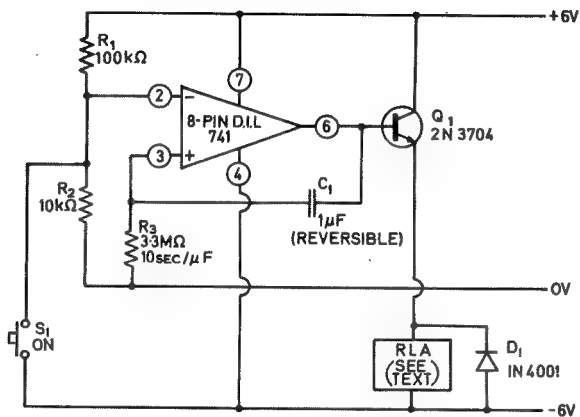 +6V
R1
100kΩ
2
−
7
8-PIN D.I.L
741
6
Q1
2N 3704
3
+
4
C1
1µF
(REVERSIBLE)
R2
10kΩ
R3
3·3MΩ
10SEC/µF
0V
S1
ON
RLA
(SEE
TEXT)
D1
IN 4001
−6V